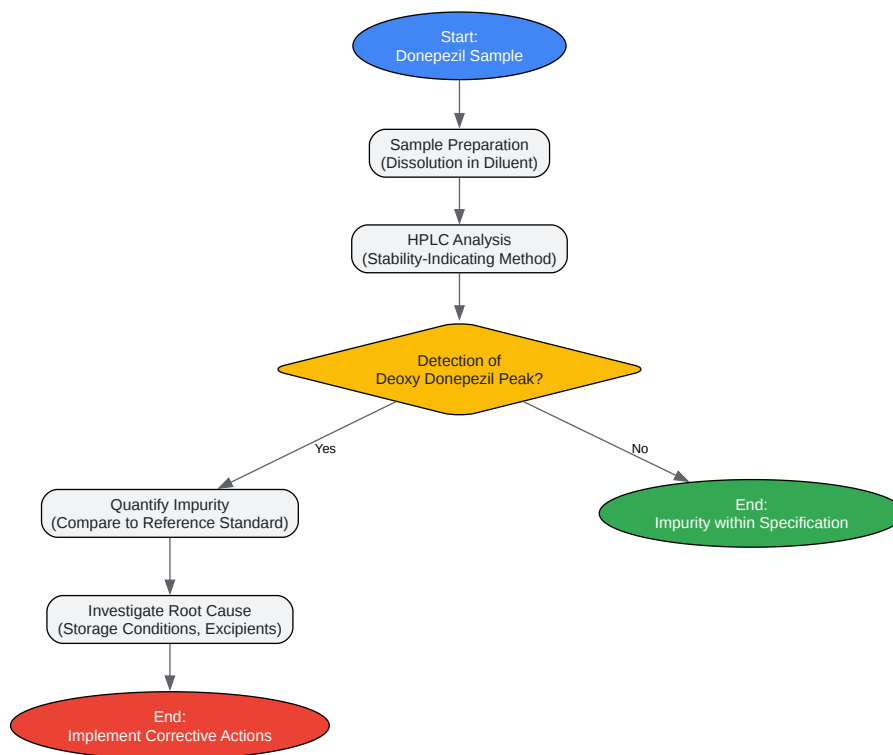 Start:
Donepezil Sample
Sample Preparation
(Dissolution in Diluent)
HPLC Analysis
(Stability-Indicating Method)
Detection of
Deoxy Donepezil Peak?
Yes
No
Quantify Impurity
(Compare to Reference Standard)
End:
Impurity within Specification
Investigate Root Cause
(Storage Conditions, Excipients)
End:
Implement Corrective Actions